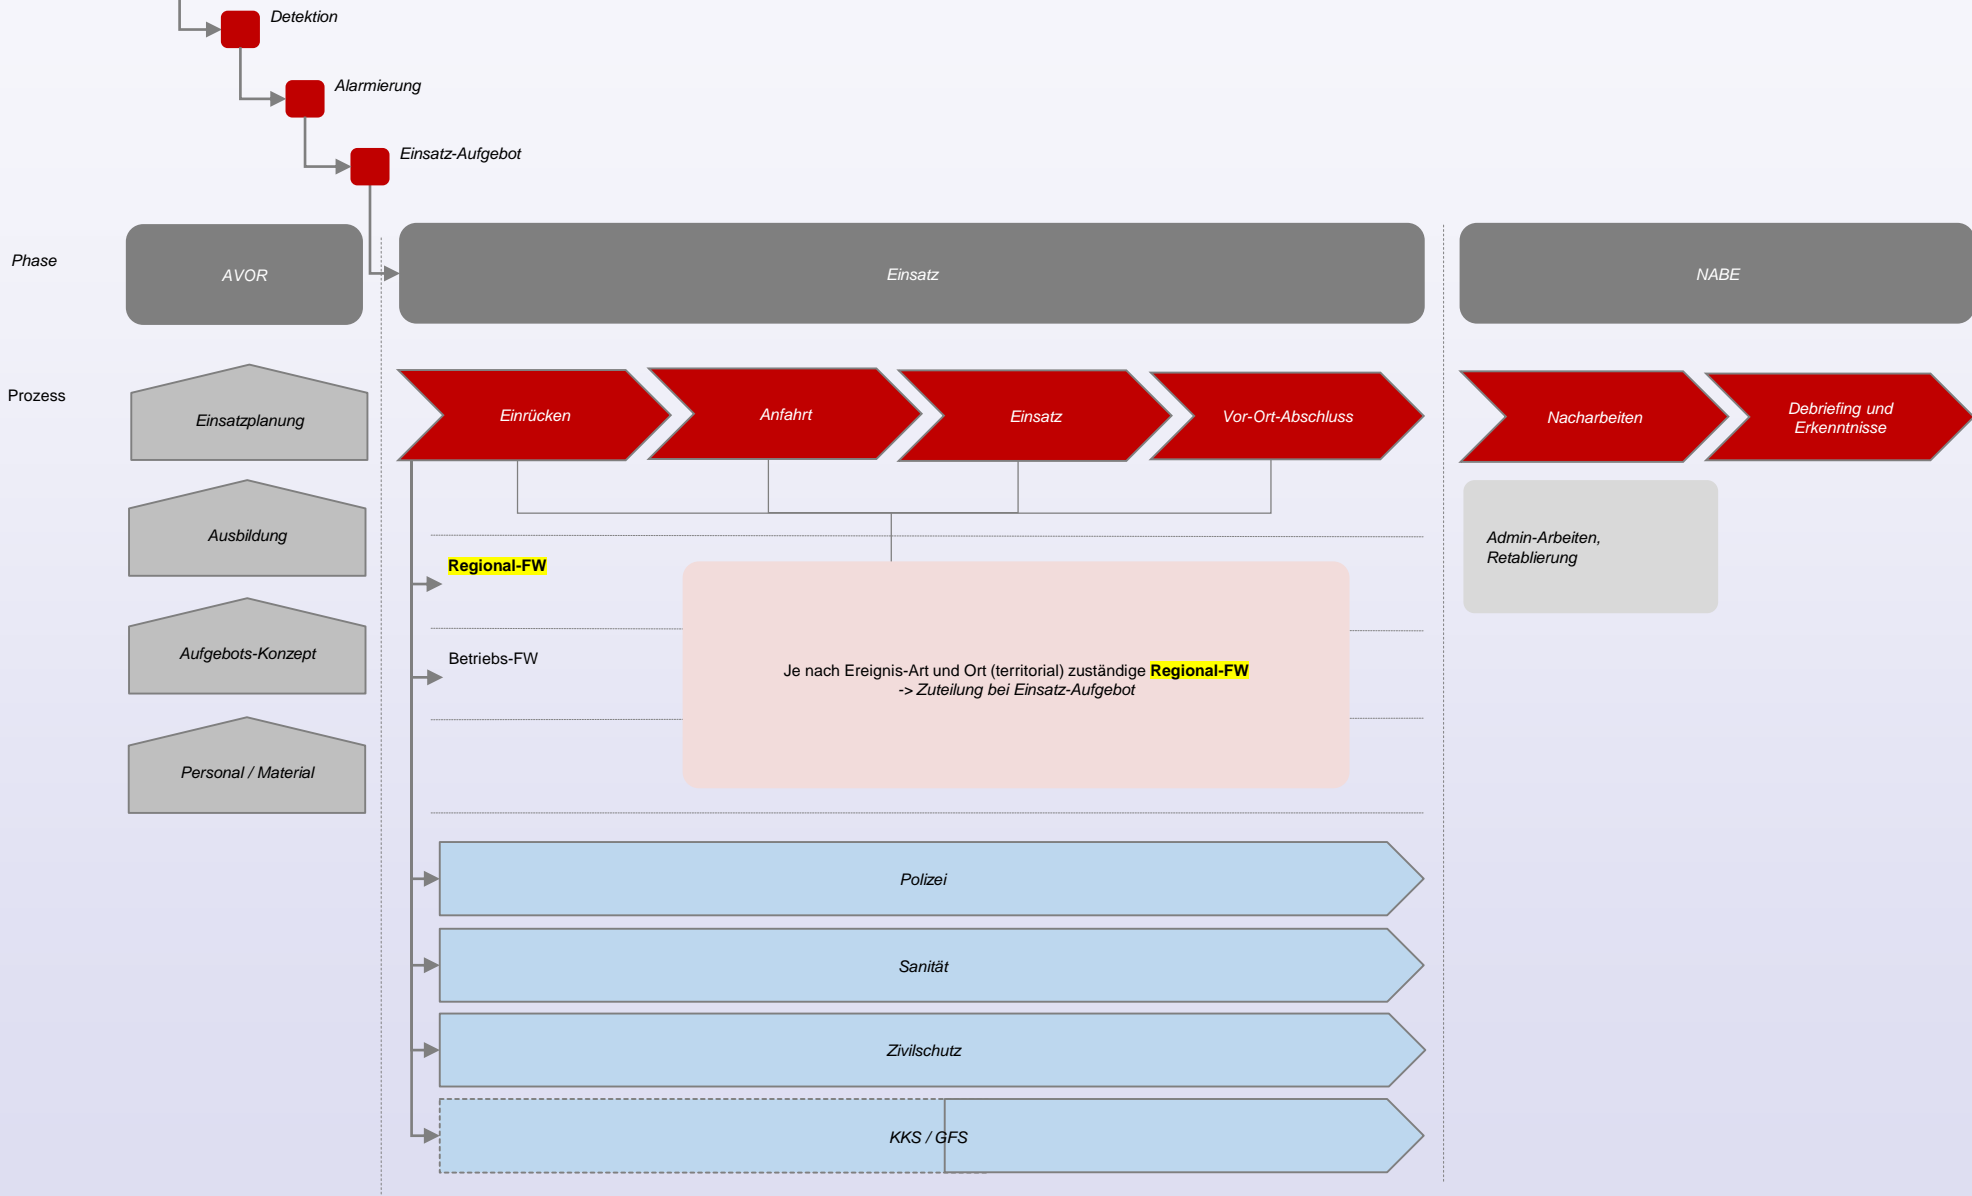 Detektion
Alarmierung
Einsatz-Aufgebot
Phase
AVOR
Einsatz
NABE
Prozess
Einsatzplanung
Einrücken
Anfahrt
Einsatz
Vor-Ort-Abschluss
Nacharbeiten
Debriefing und
Erkenntnisse
Ausbildung
Admin-Arbeiten,
Retablierung
Regional-FW
Aufgebots-Konzept
Betriebs-FW
Je nach Ereignis-Art und Ort (territorial) zuständige Regional-FW
-> Zuteilung bei Einsatz-Aufgebot
Personal / Material
Polizei
Sanität
Zivilschutz
KKS / GFS